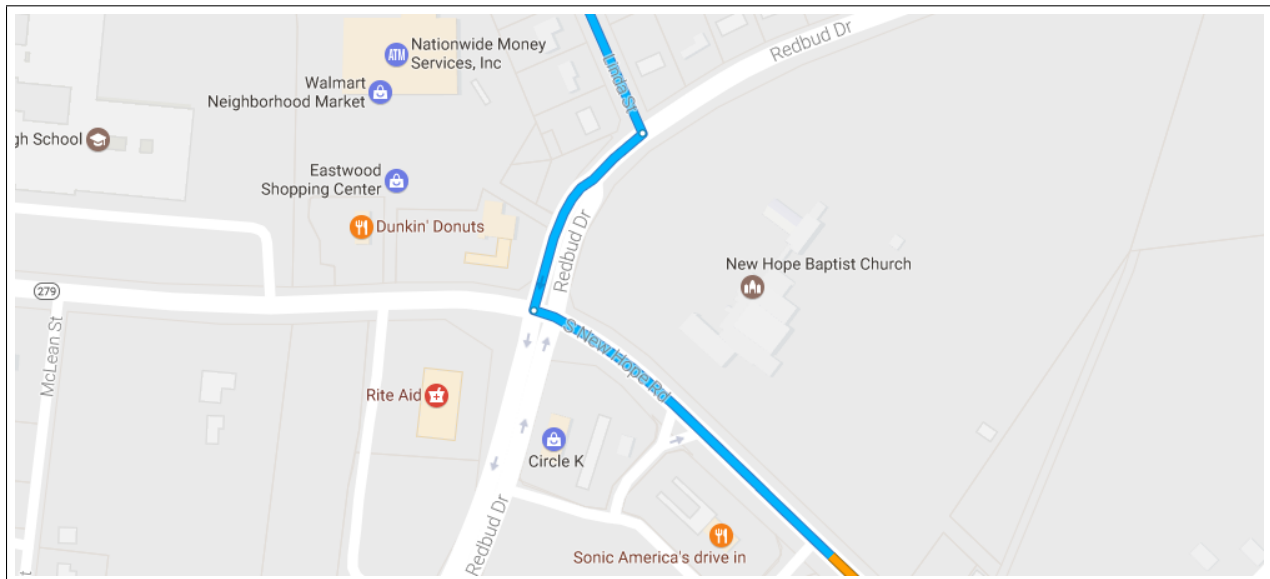 Redbud Dr
ATM
Nationwide Money
Services, Inc
Walmart
Neighborhood Market
Linda St
gh School
Eastwood
Shopping Center
Dunkin' Donuts
Redbud Dr
New Hope Baptist Church
279
McLean St
S New Hope Rd
Rite Aid
Circle K
Redbud Dr
Sonic America's drive in
t